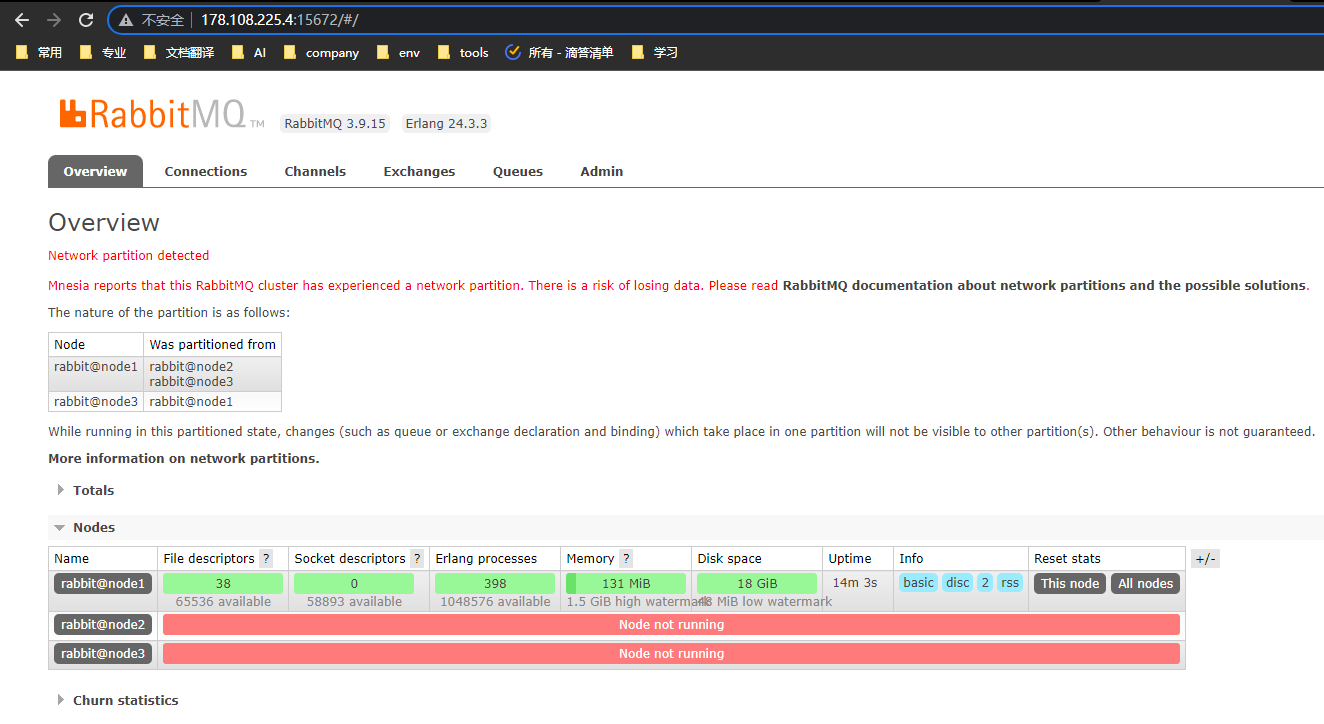 不安全 178.108.225.4:15672/#/
常用 专业 文档翻译 AI company env tools 所有 - 滴答清单 学习
RabbitMQ TM RabbitMQ 3.9.15 Erlang 24.3.3
Overview Connections Channels Exchanges Queues Admin
Overview
Network partition detected
Mnesia reports that this RabbitMQ cluster has experienced a network partition. There is a risk of losing data. Please read RabbitMQ documentation about network partitions and the possible solutions.
The nature of the partition is as follows:
Node Was partitioned from
rabbit@node1 rabbit@node2
rabbit@node3
rabbit@node3 rabbit@node1
While running in this partitioned state, changes (such as queue or exchange declaration and binding) which take place in one partition will not be visible to other partition(s). Other behaviour is not guaranteed.
More information on network partitions.
Totals
Nodes
Name File descriptors ? Socket descriptors ? Erlang processes Memory ? Disk space Uptime Info Reset stats +/-
rabbit@node1 38 0 398 131 MiB 18 GiB 14m 3s basic disc 2 rss This node All nodes
65536 available 58893 available 1048576 available 1.5 GiB high watermark 48 MiB low watermark
rabbit@node2 Node not running
rabbit@node3 Node not running
Churn statistics